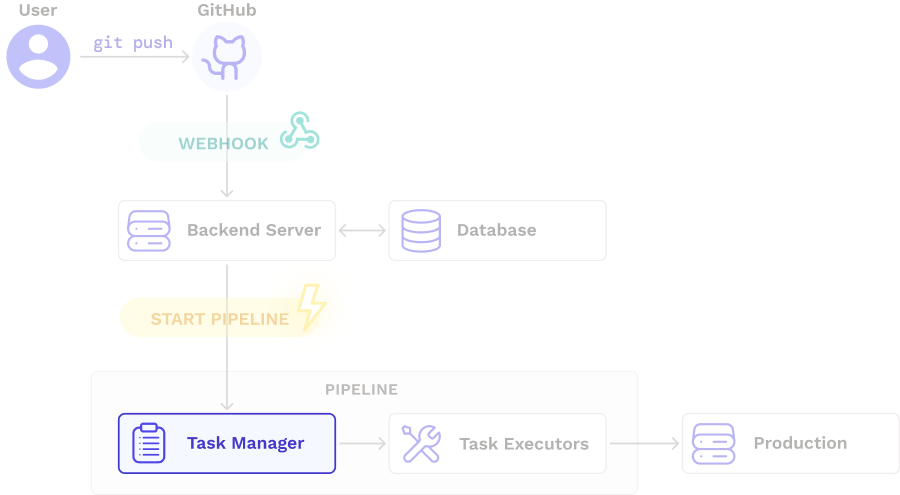 User
GitHub
git push
WEBHOOK
Backend Server
Database
START PIPELINE
PIPELINE
Task Manager
Task Executors
Production